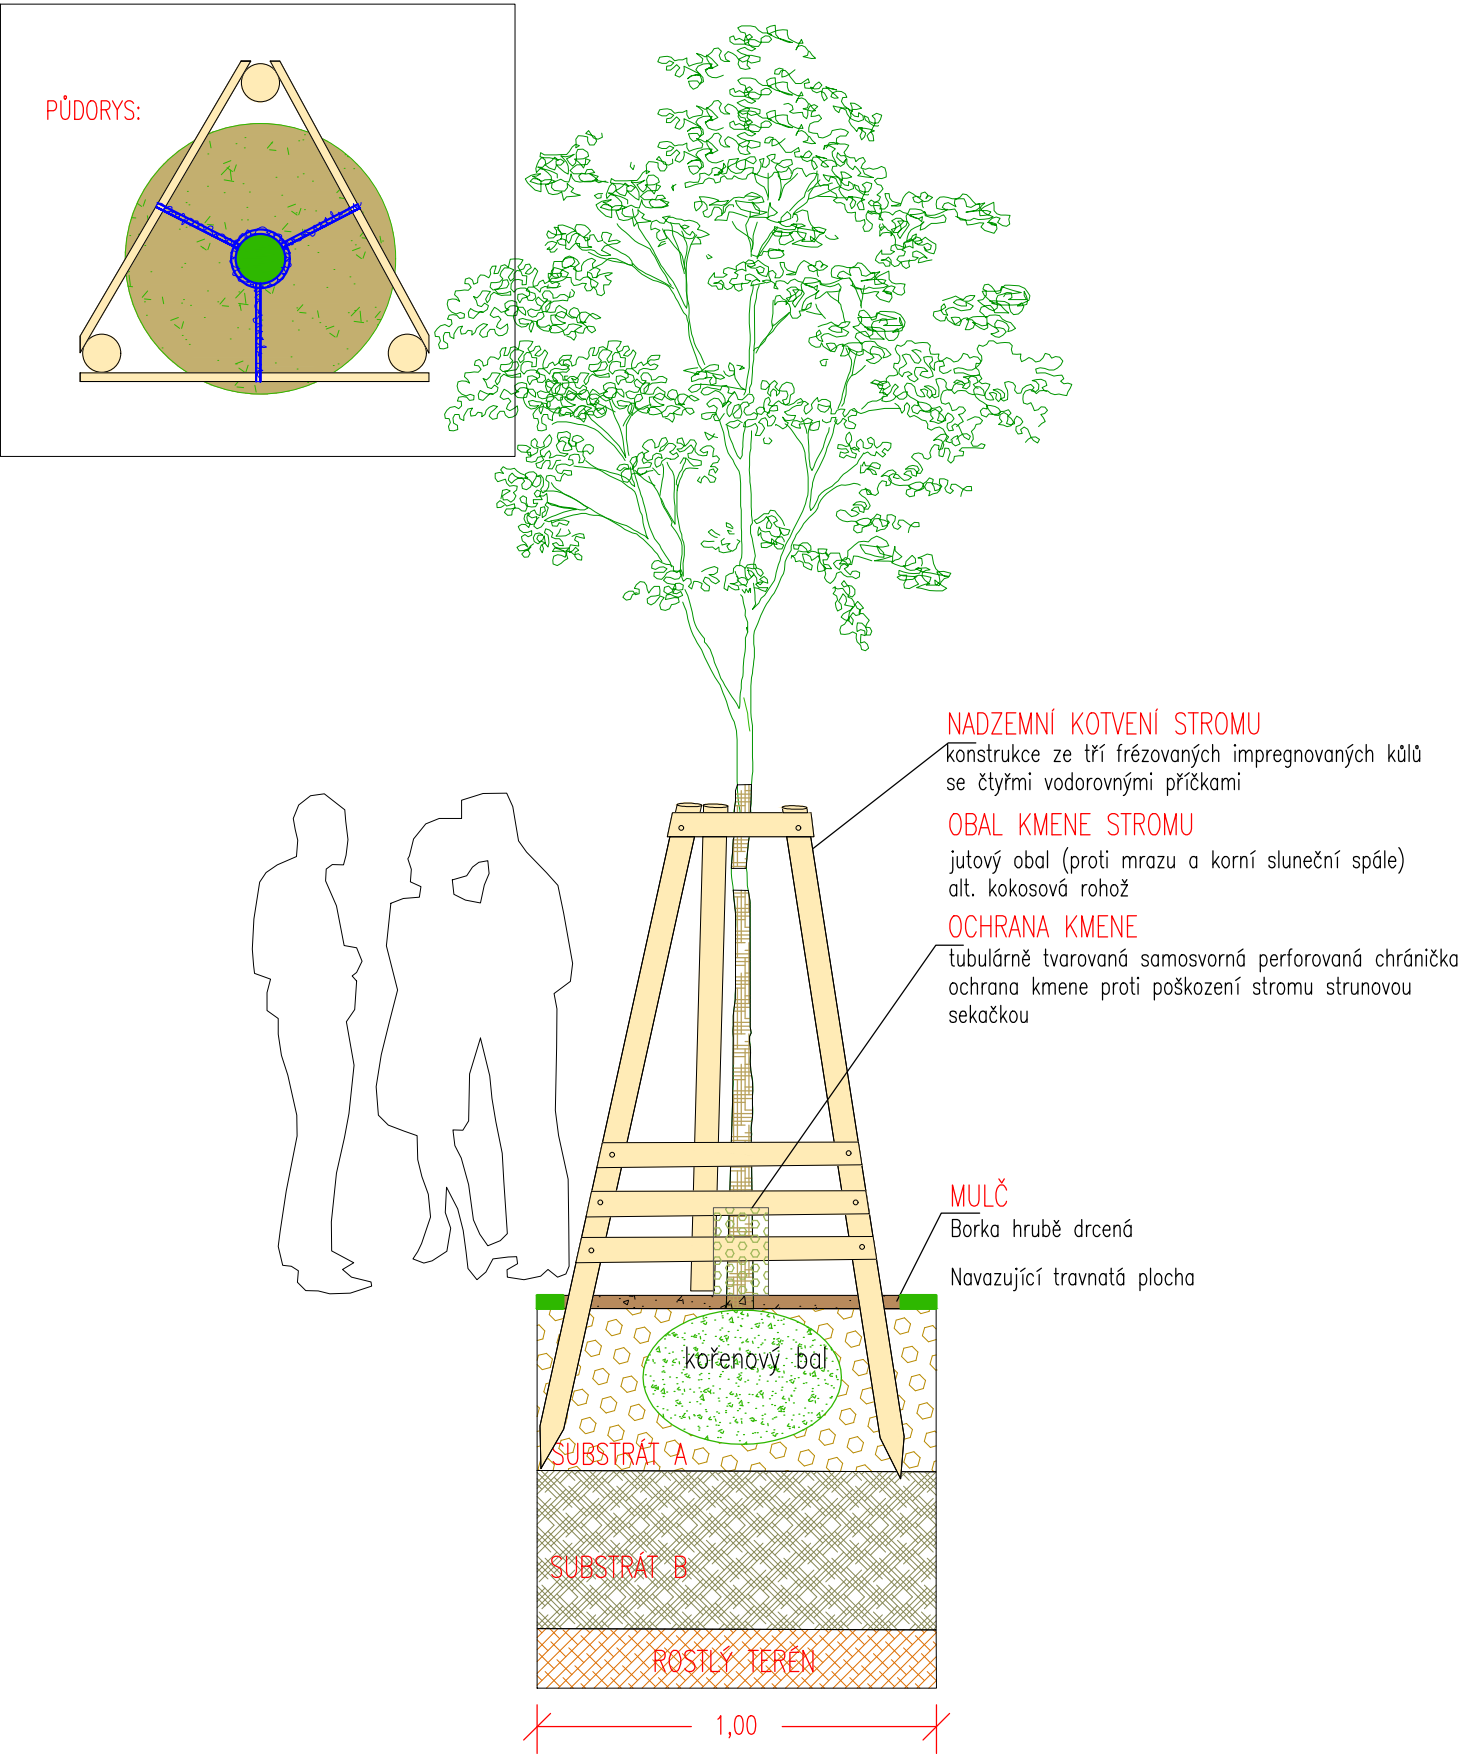 PŮDORYS:
NADZEMNÍ KOTVENÍ STROMU
konstrukce ze tří frézovaných impregnovaných kůlů
se čtyřmi vodorovnými příčkami
OBAL KMENE STROMU
jutový obal (proti mrazu a korní sluneční spále)
alt. kokosová rohož
OCHRANA KMENE
tubulárně tvarovaná samosvorná perforovaná chránička
ochrana kmene proti poškození stromu strunovou
sekačkou
MULČ
Borka hrubě drcená
Navazující travnatá plocha
kořenový bal
SUBSTRÁT A
SUBSTRÁT B
ROSTLÝ TERÉN
1,00